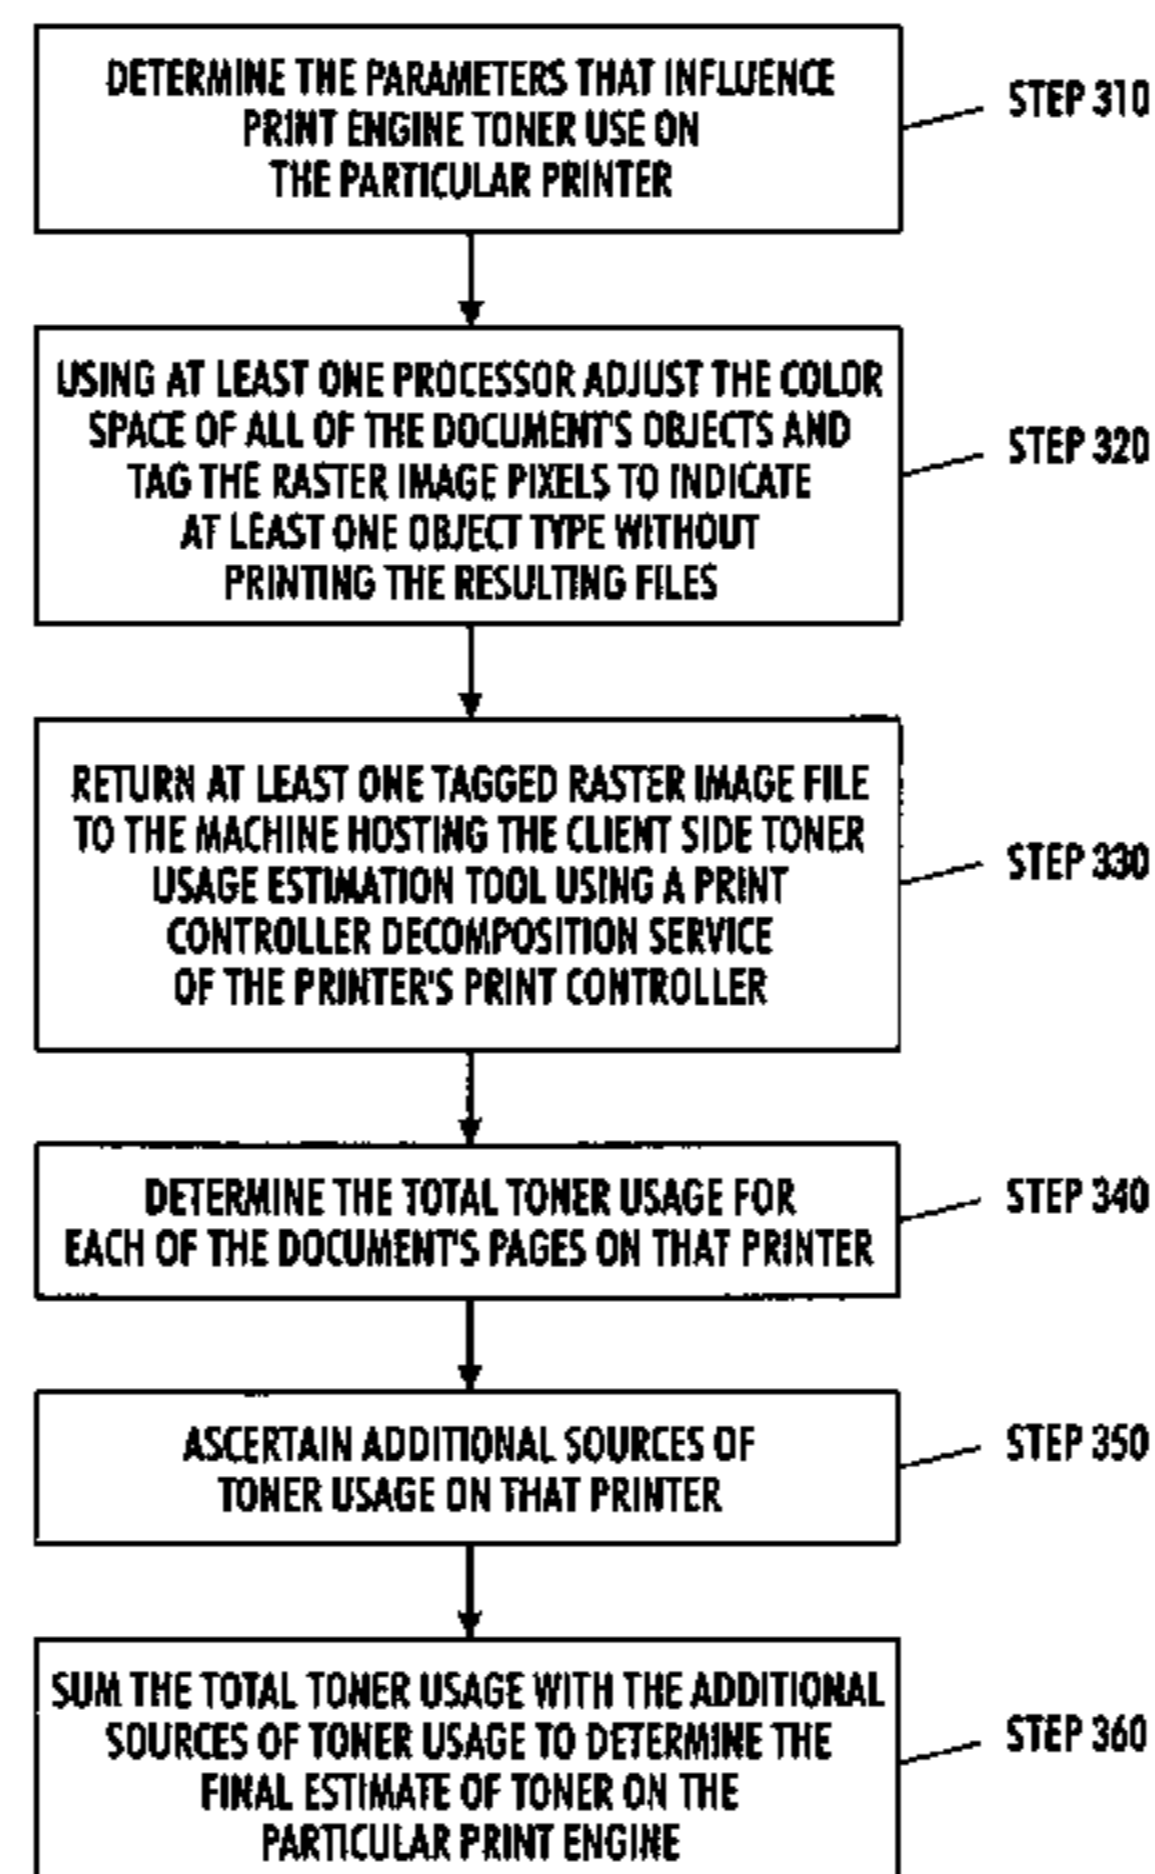 DETERMINE THE PARAMETERS THAT INFLUENCE
PRINT ENGINE TONER USE ON
THE PARTICULAR PRINTER
STEP 310
USING AT LEAST ONE PROCESSOR ADJUST THE COLOR
SPACE OF ALL OF THE DOCUMENT'S OBJECTS AND
TAG THE RASTER IMAGE PIXELS TO INDICATE
AT LEAST ONE OBJECT TYPE WITHOUT
PRINTING THE RESULTING FILES
STEP 320
RETURN AT LEAST ONE TAGGED RASTER IMAGE FILE
TO THE MACHINE HOSTING THE CLIENT SIDE TONER
USAGE ESTIMATION TOOL USING A PRINT
CONTROLLER DECOMPOSITION SERVICE
OF THE PRINTER'S PRINT CONTROLLER
STEP 330
DETERMINE THE TOTAL TONER USAGE FOR
EACH OF THE DOCUMENT'S PAGES ON THAT PRINTER
STEP 340
ASCERTAIN ADDITIONAL SOURCES OF
TONER USAGE ON THAT PRINTER
STEP 350
SUM THE TOTAL TONER USAGE WITH THE ADDITIONAL
SOURCES OF TONER USAGE TO DETERMINE THE
FINAL ESTIMATE OF TONER ON THE
PARTICULAR PRINT ENGINE
STEP 360